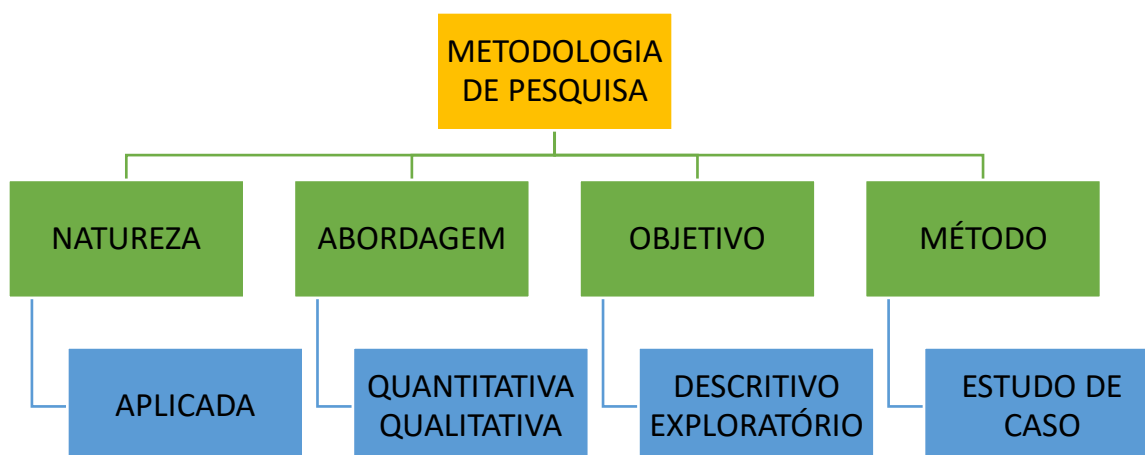 METODOLOGIA
DE PESQUISA
NATUREZA
ABORDAGEM
OBJETIVO
MÉTODO
APLICADA
QUANTITATIVA
QUALITATIVA
DESCRITIVO
EXPLORATÓRIO
ESTUDO DE
CASO